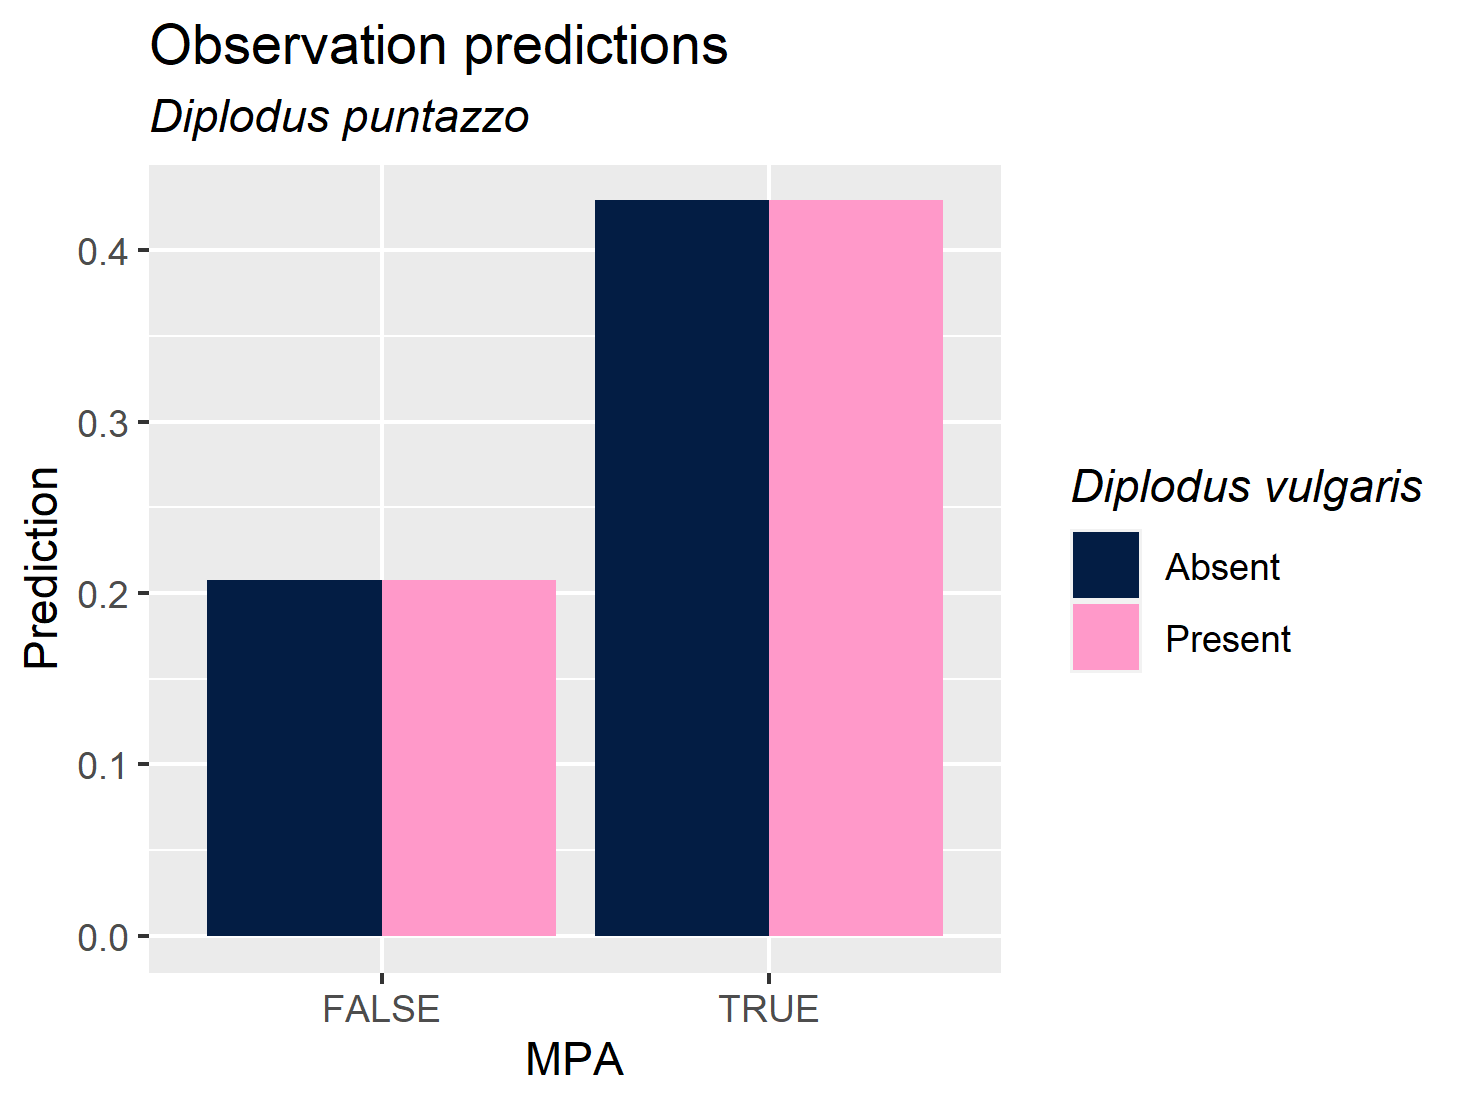 Observation predictions
Diplodus puntazzo
0.4
0.3
0.2
0.1
0.0
Prediction
FALSE TRUE
MPA
Diplodus vulgaris
Absent
Present